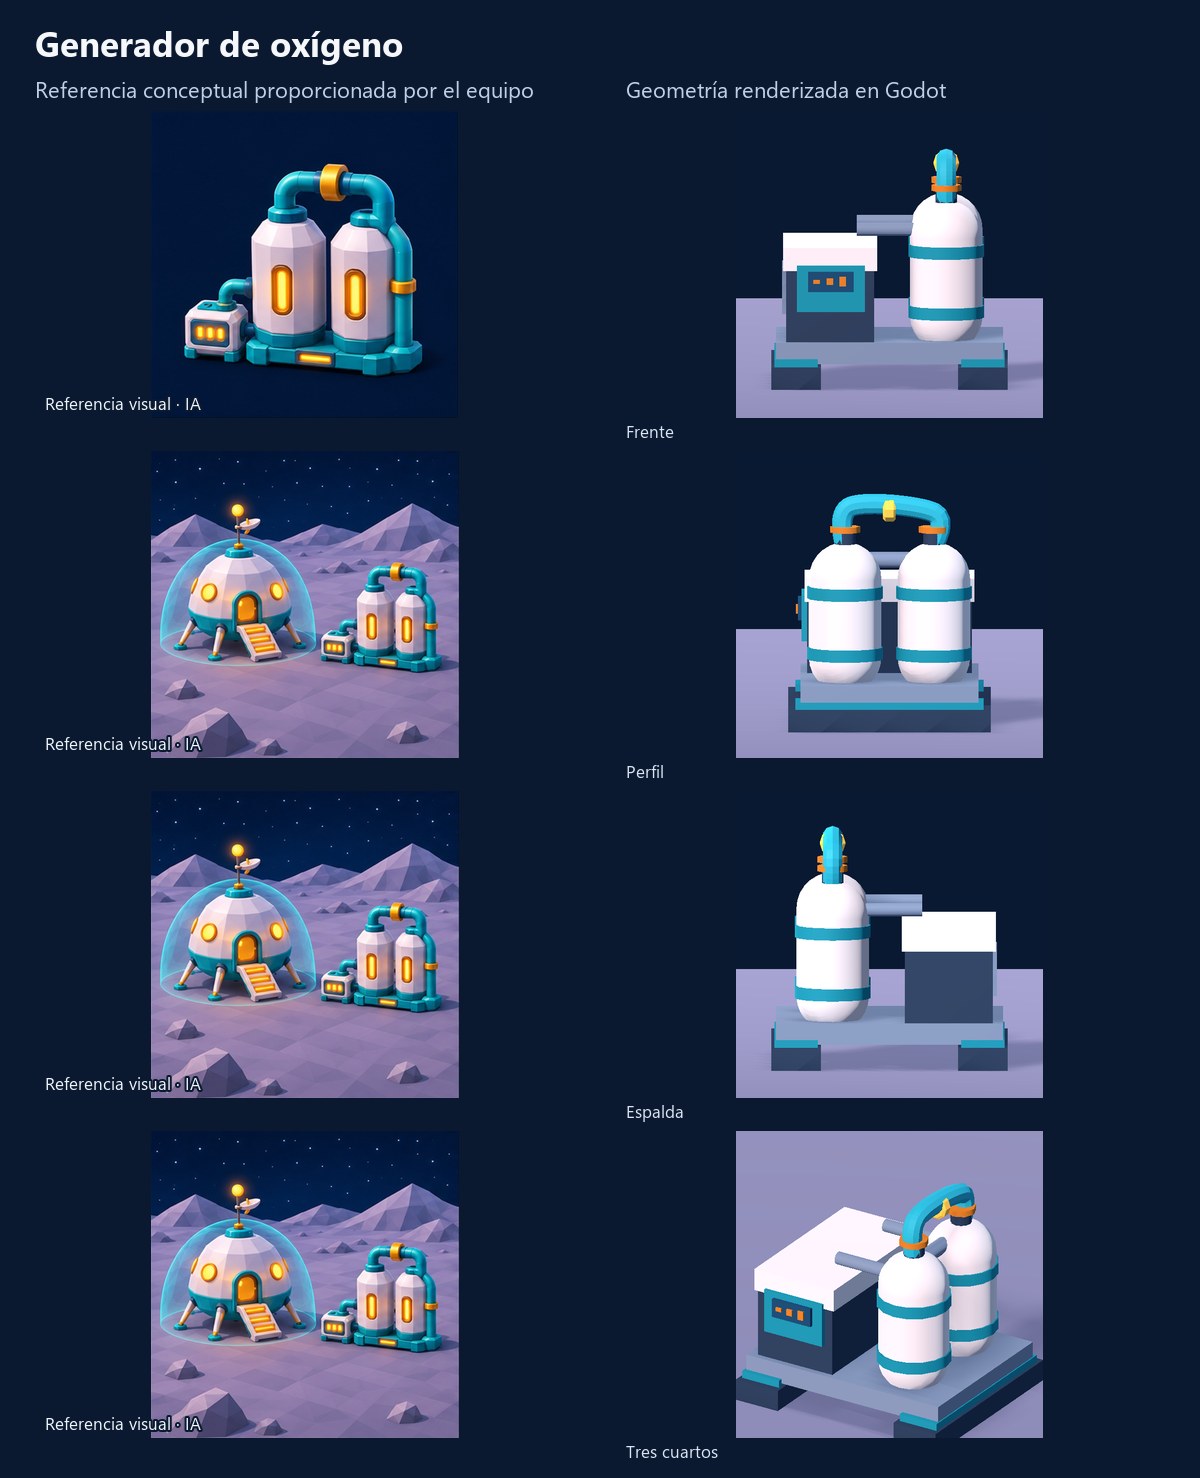 Generador de oxígeno
Referencia conceptual proporcionada por el equipo
Geometría renderizada en Godot
Referencia visual · IA
Frente
Referencia visual · IA
Perfil
Referencia visual · IA
Espalda
Referencia visual · IA
Tres cuartos